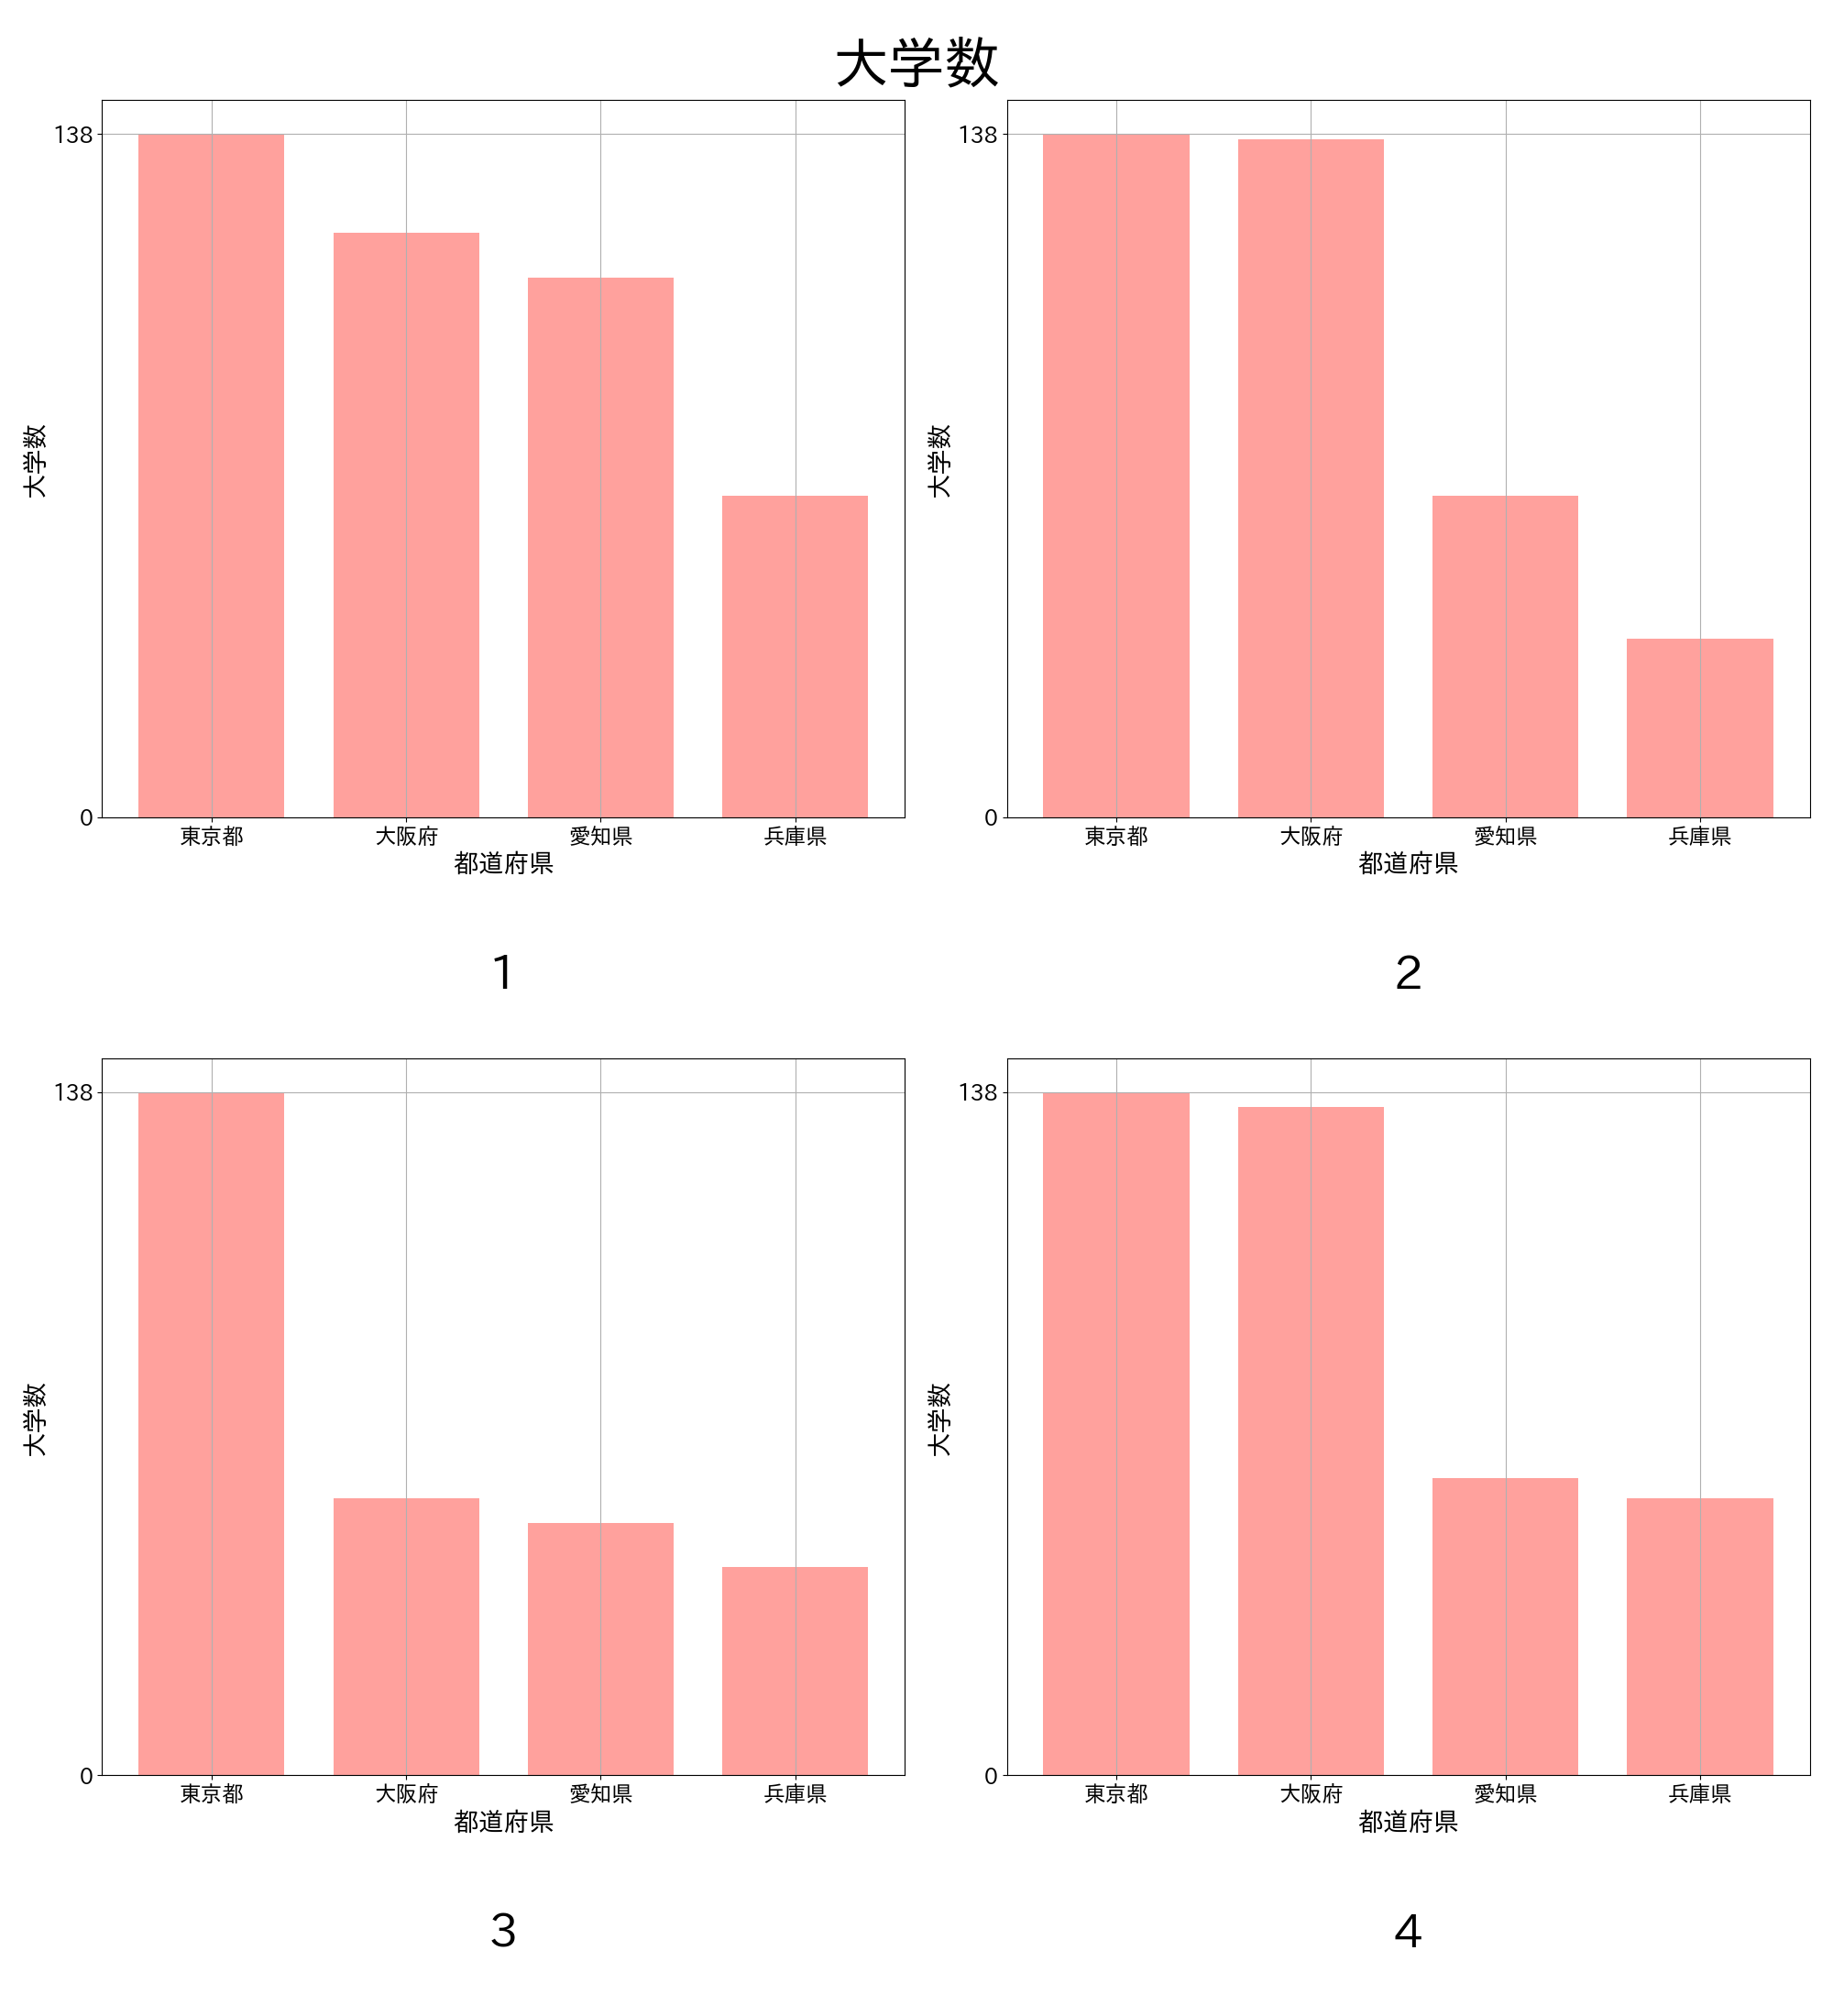 大学数
138
0
大学数
東京都 大阪府 愛知県 兵庫県
都道府県
1
138
0
大学数
東京都 大阪府 愛知県 兵庫県
都道府県
2
138
0
大学数
東京都 大阪府 愛知県 兵庫県
都道府県
3
138
0
大学数
東京都 大阪府 愛知県 兵庫県
都道府県
4